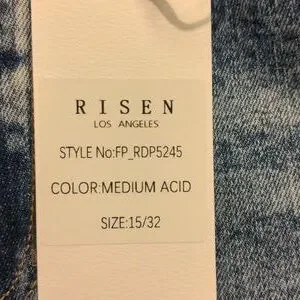 RISEN
LOS ANGELES
STYLE No:FP_RDP5245
COLOR:MEDIUM ACID
SIZE:15/32